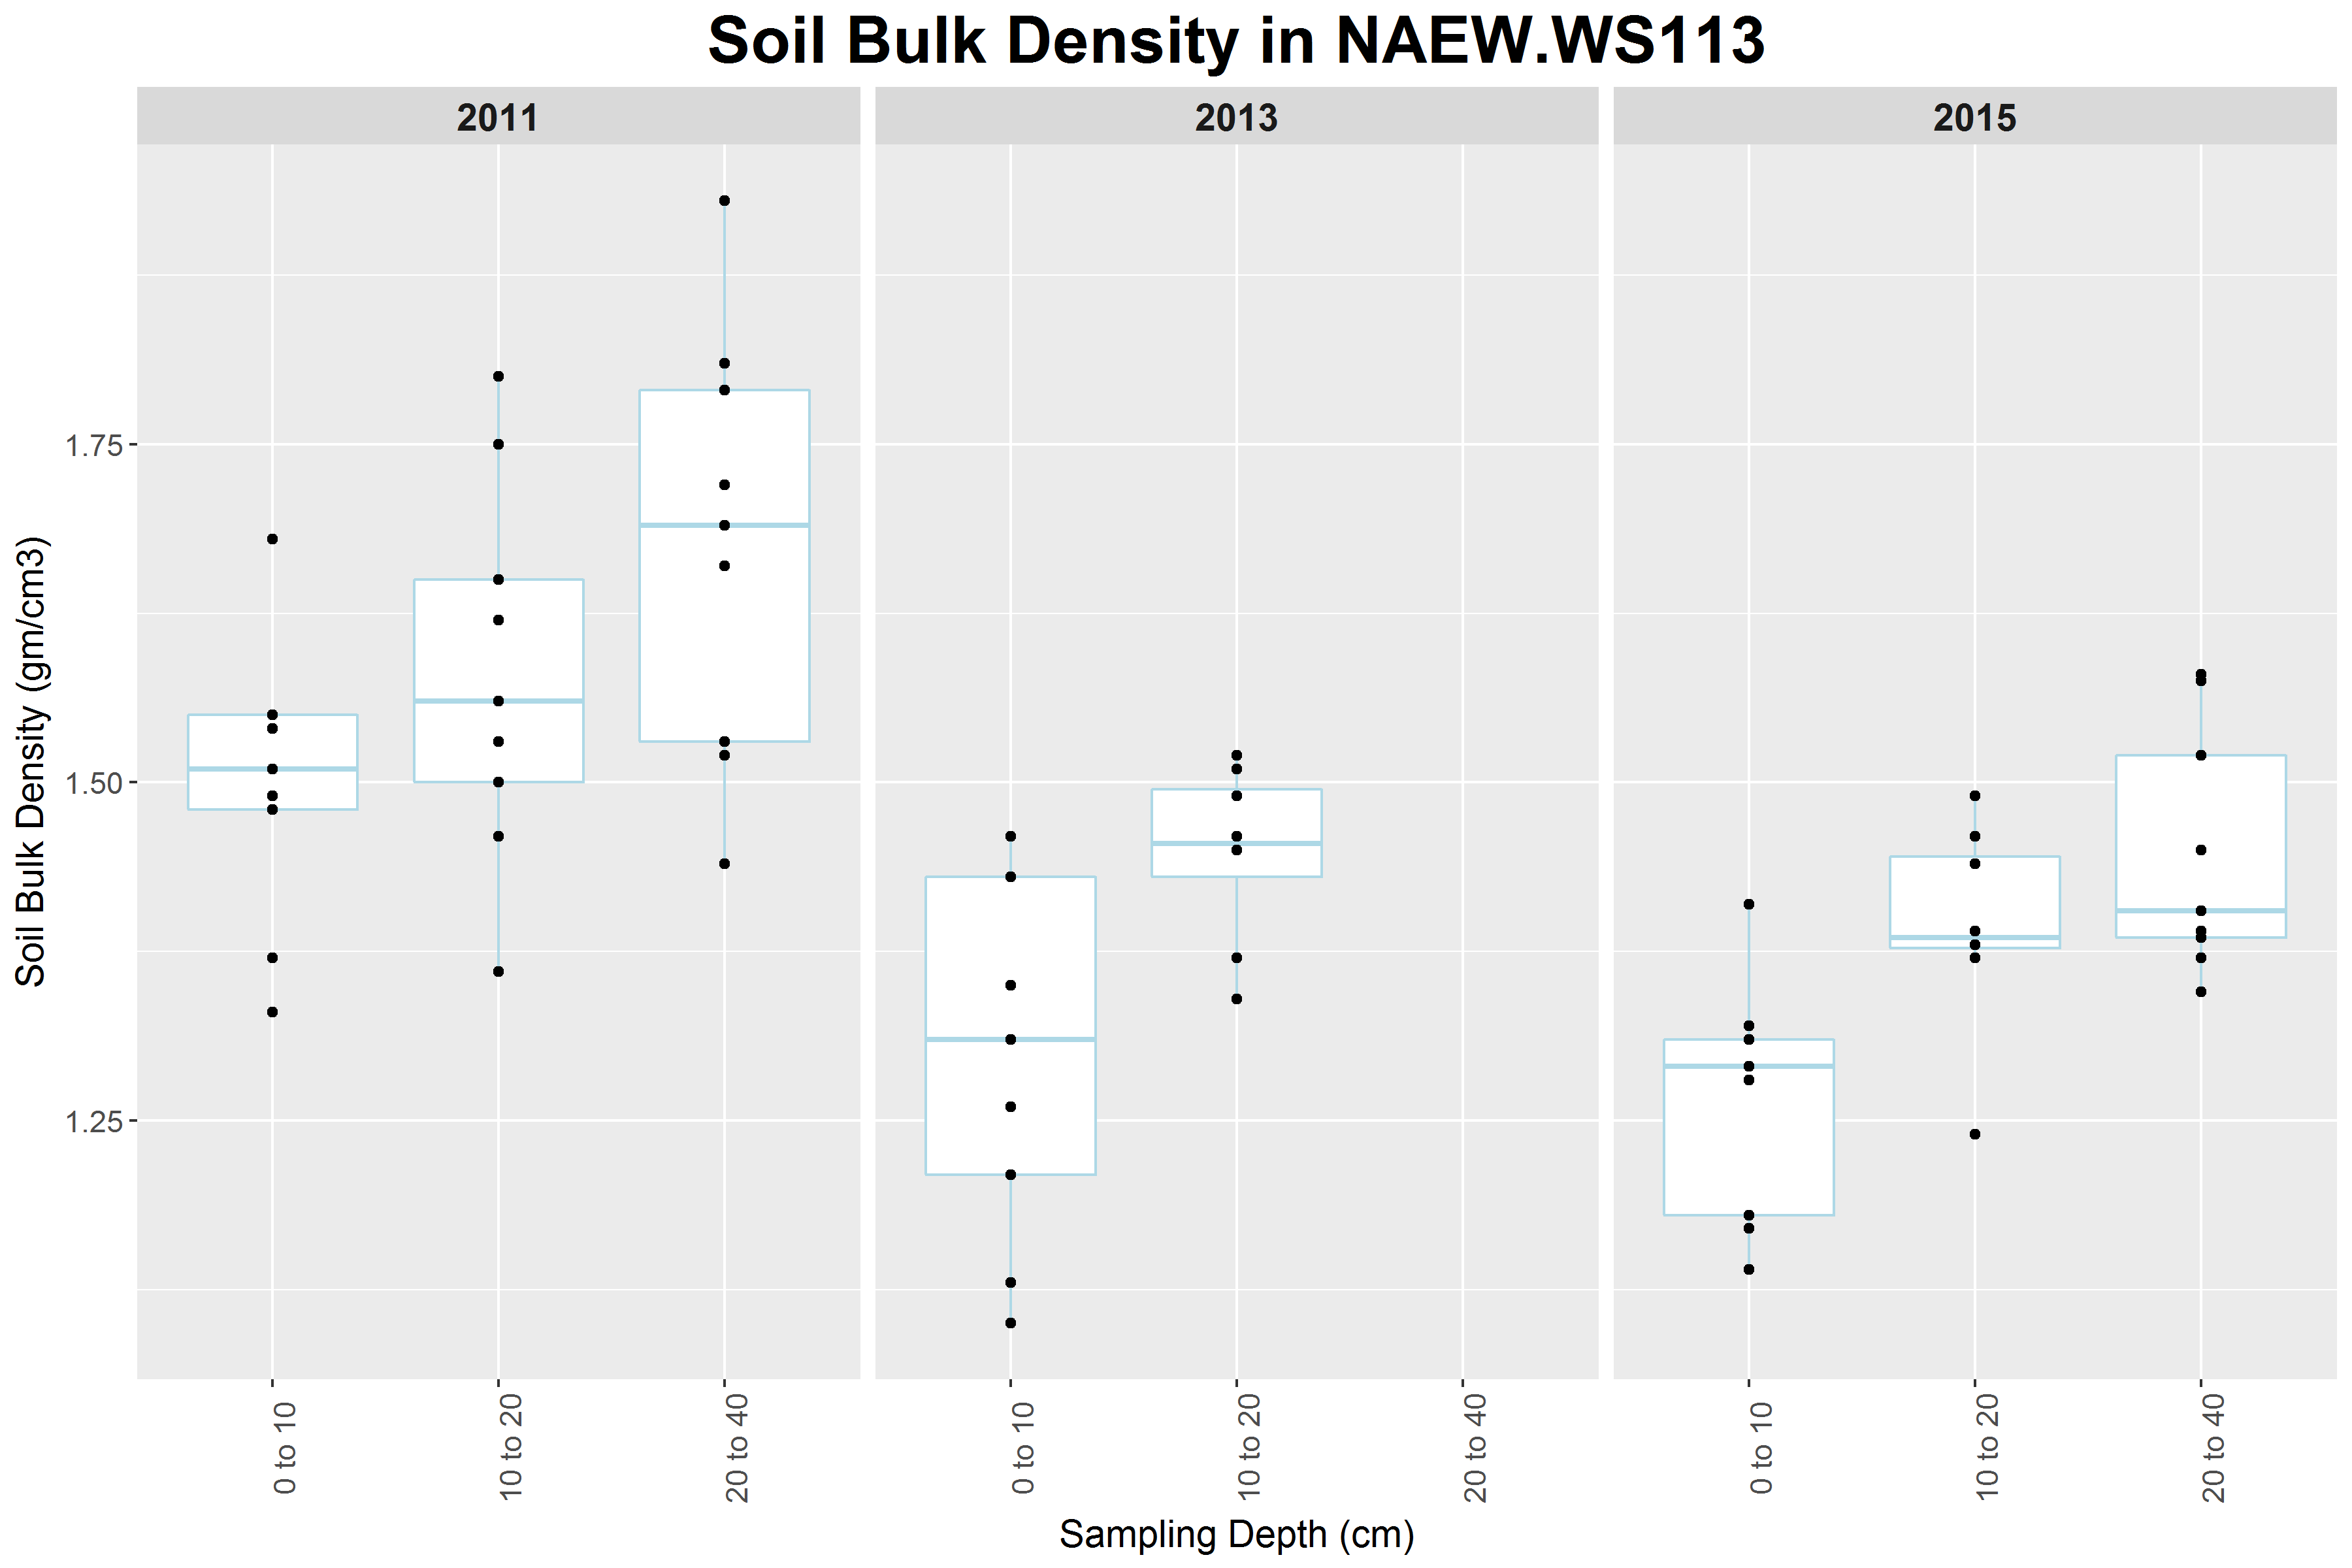 Soil Bulk Density in NAEW.WS113
2011 2013 2015
Soil Bulk Density (gm/cm3)
1.75
1.50
1.25
0 to 10 10 to 20 20 to 40 0 to 10 10 to 20 20 to 40 0 to 10 10 to 20 20 to 40
Sampling Depth (cm)